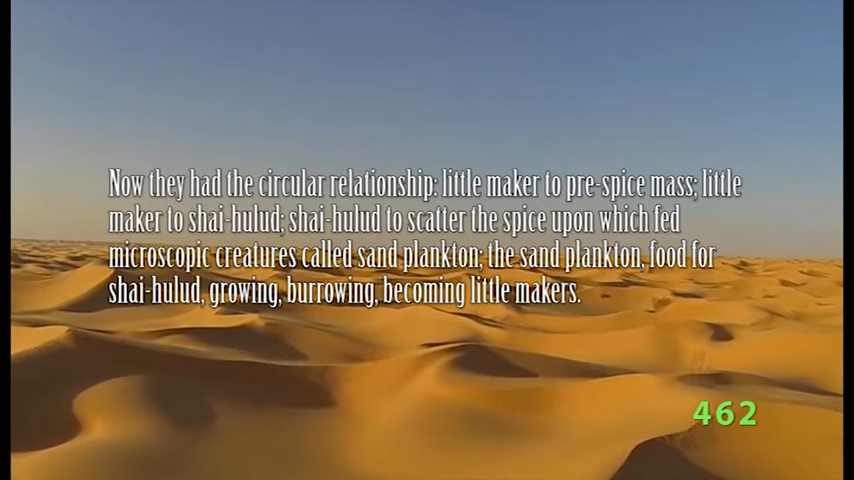 Now they had the circular relationship: little maker to pre-spice mass; little
maker to shai-hulud; shai-hulud to scatter the spice upon which fed
microscopic creatures called sand plankton; the sand plankton, food for
shai-hulud, growing, burrowing, becoming little makers.
462